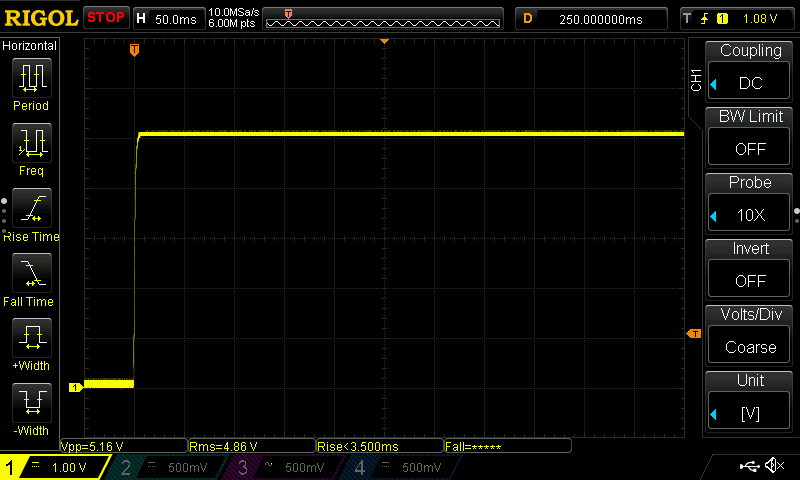 RIGOL STOP H 50.0ms 10.0MSa/s D 250.000000ms T 1 1.08 V
6.00M pts
T
Horizontal
Period
Freq
Rise Time
Fall Time
+Width
-Width
T
1
T
CH1
Coupling
DC
BW Limit
OFF
Probe
10X
Invert
OFF
Volts/Div
Coarse
Unit
[V]
Vpp=5.16 V Rms=4.86 V Rise<3.500ms Fall=*****
1 1.00 V 2 500mV 3 ~ 500mV 4 500mV